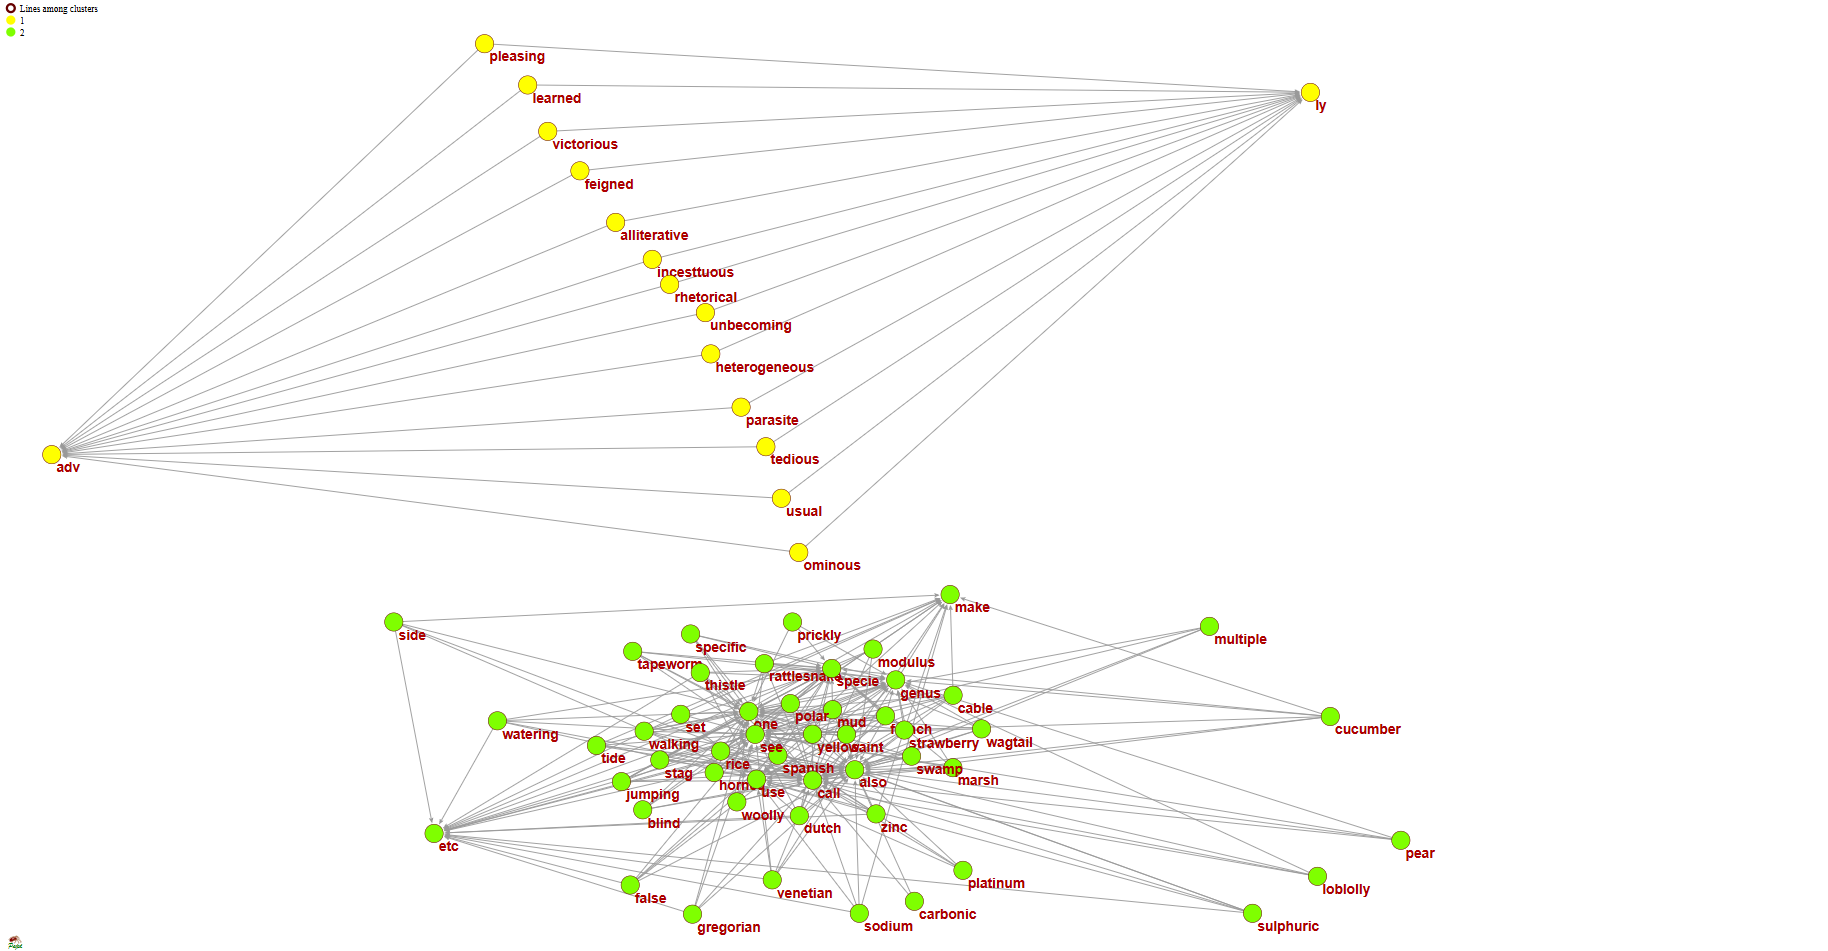 Lines among clusters
1
2
pleasing
learned
ly
victorious
feigned
alliterative
incesttuous
rhetorical
unbecoming
heterogeneous
parasite
adv
tedious
usual
ominous
make
side
prickly
multiple
specific
tapeworm
modulus
thistle
rattlesnake
specie
genus
cable
polar
set
one
mud
cucumber
watering
walking
see
yellow
saint
strawberry
wagtail
tide
rice
spanish
stag
swamp
marsh
also
jumping
use
call
blind
woolly
dutch
zinc
etc
pear
false
venetian
platinum
loblolly
gregorian
sodium
carbonic
sulphuric
Pajek